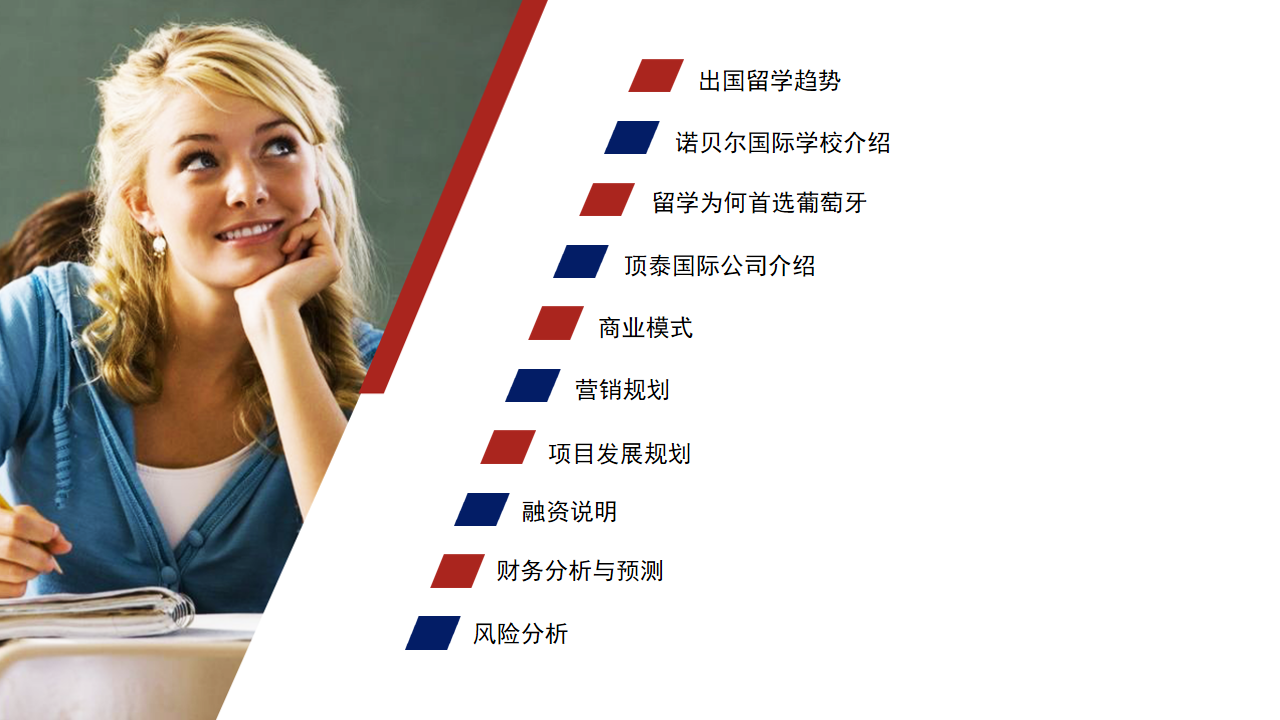 出国留学趋势
诺贝尔国际学校介绍
留学为何首选葡萄牙
顶泰国际公司介绍
商业模式
营销规划
项目发展规划
融资说明
财务分析与预测
风险分析